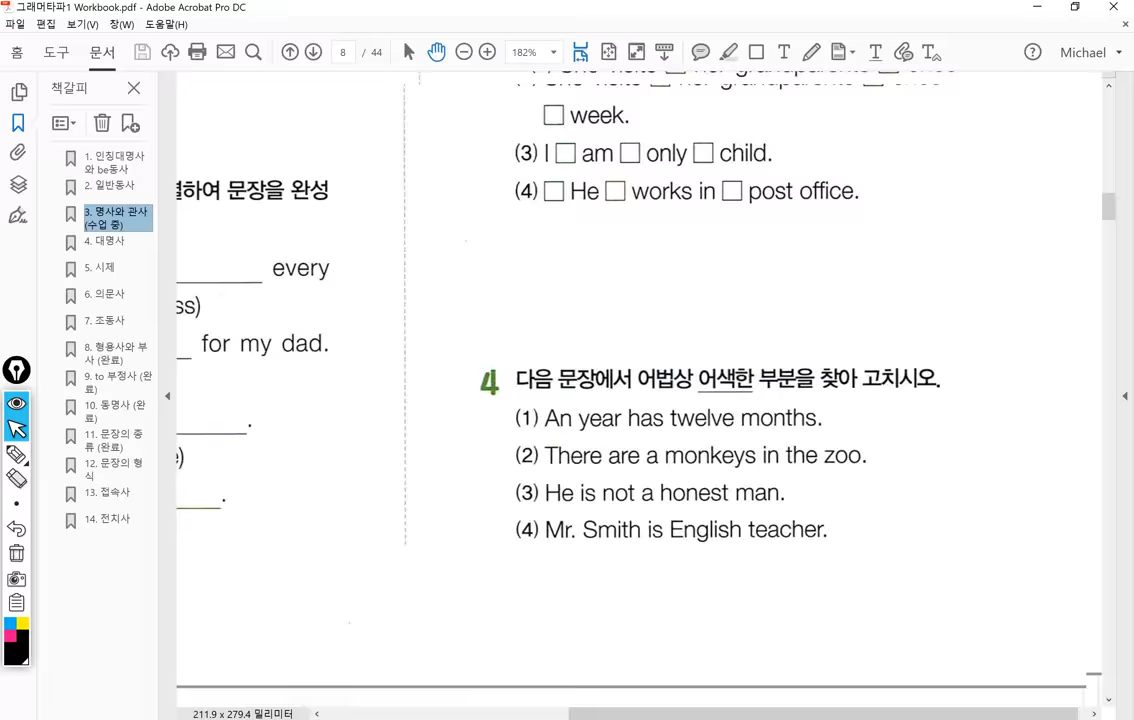 그래머타파1 Workbook.pdf - Adobe Acrobat Pro DC
파일 편집 보기(V) 창(W) 도움말(H)
홈 도구 문서 8 / 44 182% Michael
책갈피
1. 인칭대명사
와 be동사
2. 일반동사
3. 명사와 관사
(수업 중)
4. 대명사
5. 시제
6. 의문사
7. 조동사
8. 형용사와 부
사 (완료)
9. to 부정사 (완
료)
10. 동명사 (완
료)
11. 문장의 종
류 (완료)
12. 문장의 형
식
13. 접속사
14. 전치사
하여 문장을 완성
every
ss)
for my dad.
.
e)
.
her grandparents
week.
(3) I am only child.
(4) He works in post office.
4 다음 문장에서 어법상 어색한 부분을 찾아 고치시오.
(1) An year has twelve months.
(2) There are a monkeys in the zoo.
(3) He is not a honest man.
(4) Mr. Smith is English teacher.
211.9 x 279.4 밀리미터